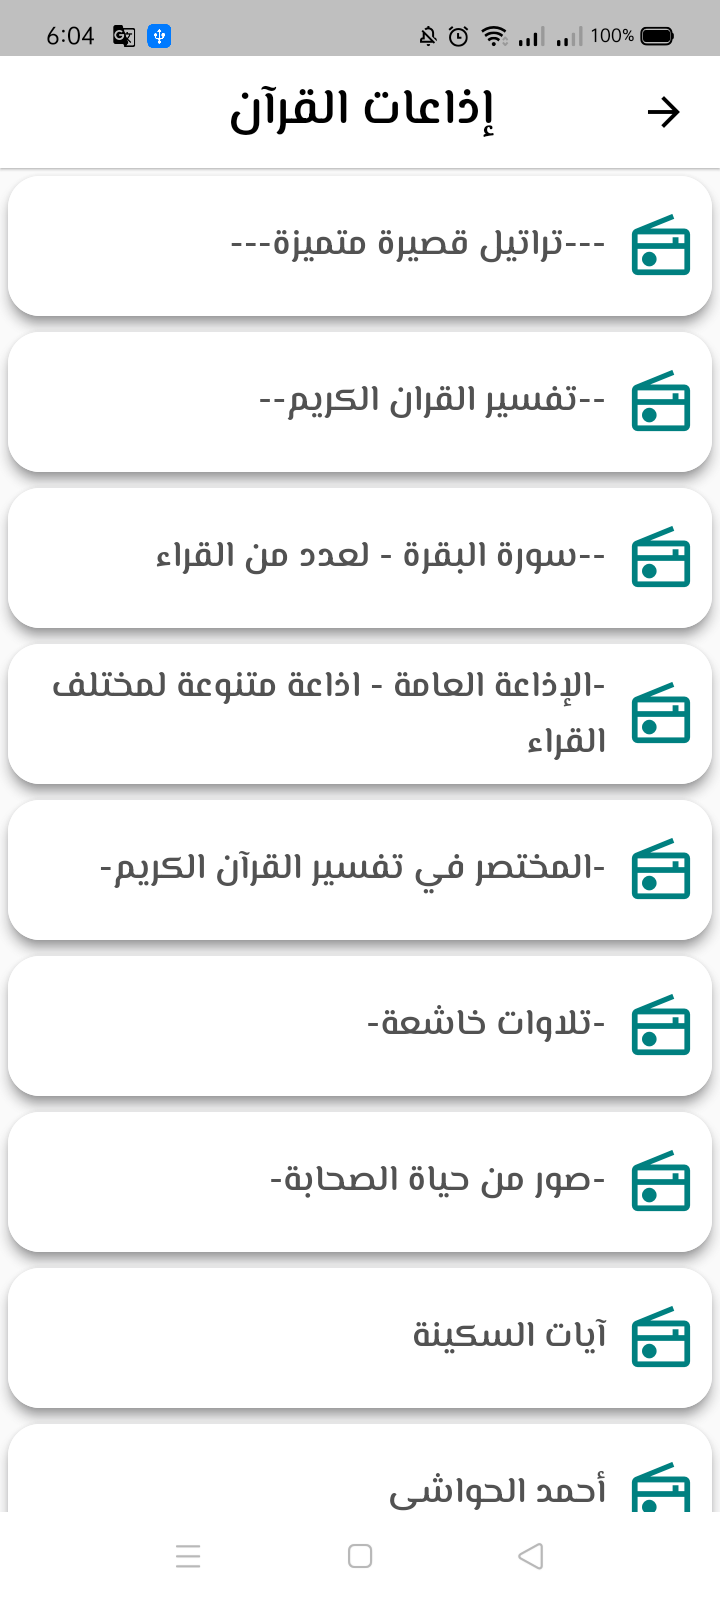 6:04
100%
إذاعات القرآن
---تراتيل قصيرة متميزة---
--تفسير القران الكريم--
--سورة البقرة - لعدد من القراء
-الإذاعة العامة - اذاعة متنوعة لمختلف
القراء
-المختصر في تفسير القرآن الكريم-
-تلاوات خاشعة-
-صور من حياة الصحابة-
آيات السكينة
أحمد الحواشي